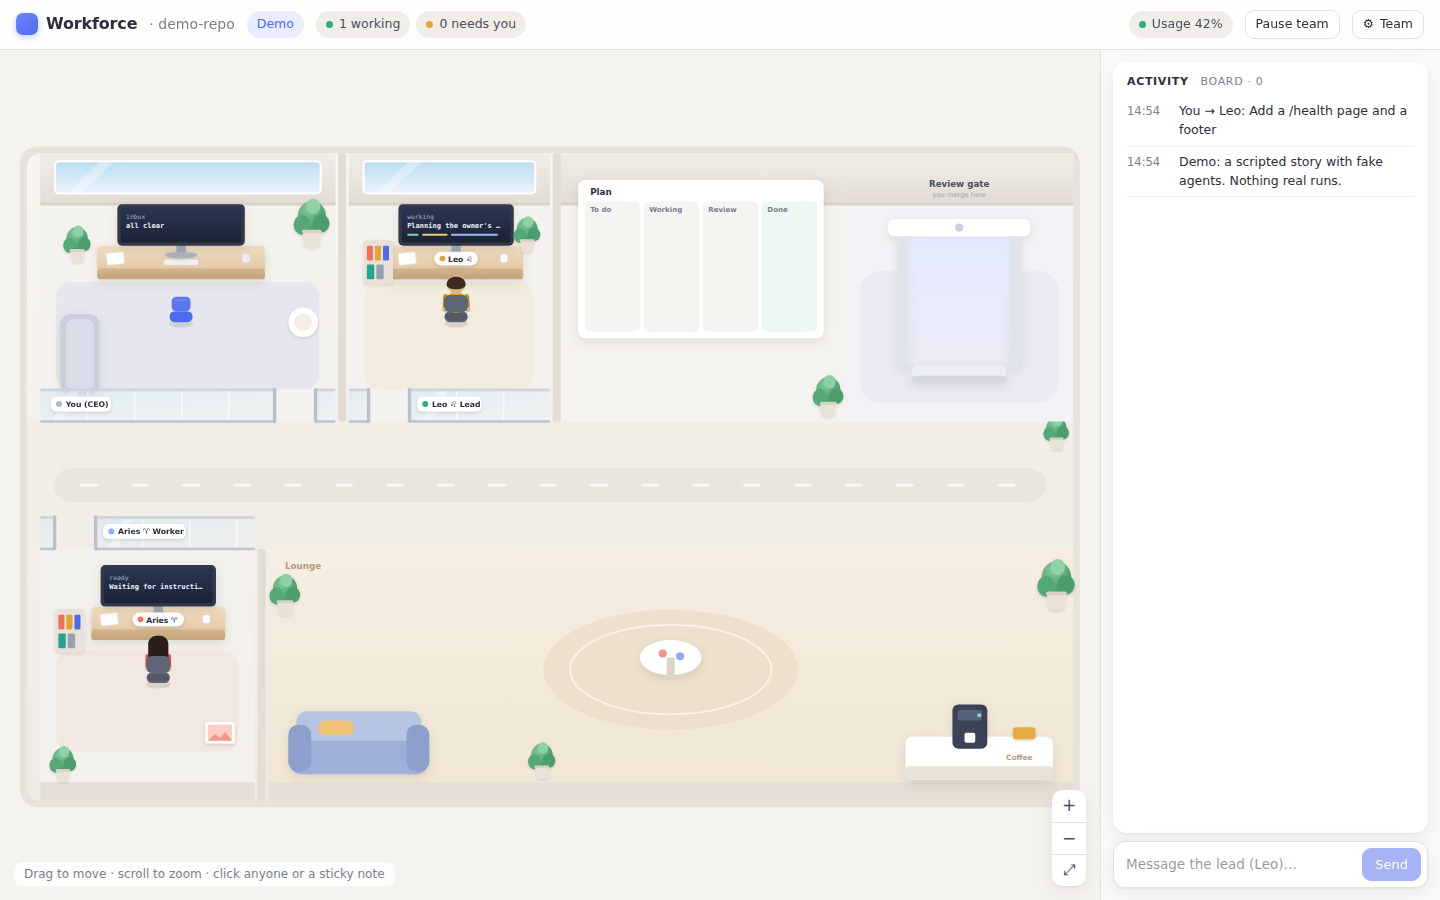 Workforce · demo-repo Demo 1 working 0 needs you Usage 42% Pause team ⚙ Team
ACTIVITY BOARD · 0
14:54 You → Leo: Add a /health page and a
footer
14:54 Demo: a scripted story with fake
agents. Nothing real runs.
inbox
all clear
working
Planning the owner's …
Leo ♌
Plan
To do Working Review Done
Review gate
you merge here
You (CEO)
Leo ♌ Lead
Aries ♈ Worker
ready
Waiting for instructi…
Aries ♈
Lounge
Coffee
+
−
⤢
Drag to move · scroll to zoom · click anyone or a sticky note
Message the lead (Leo)… Send